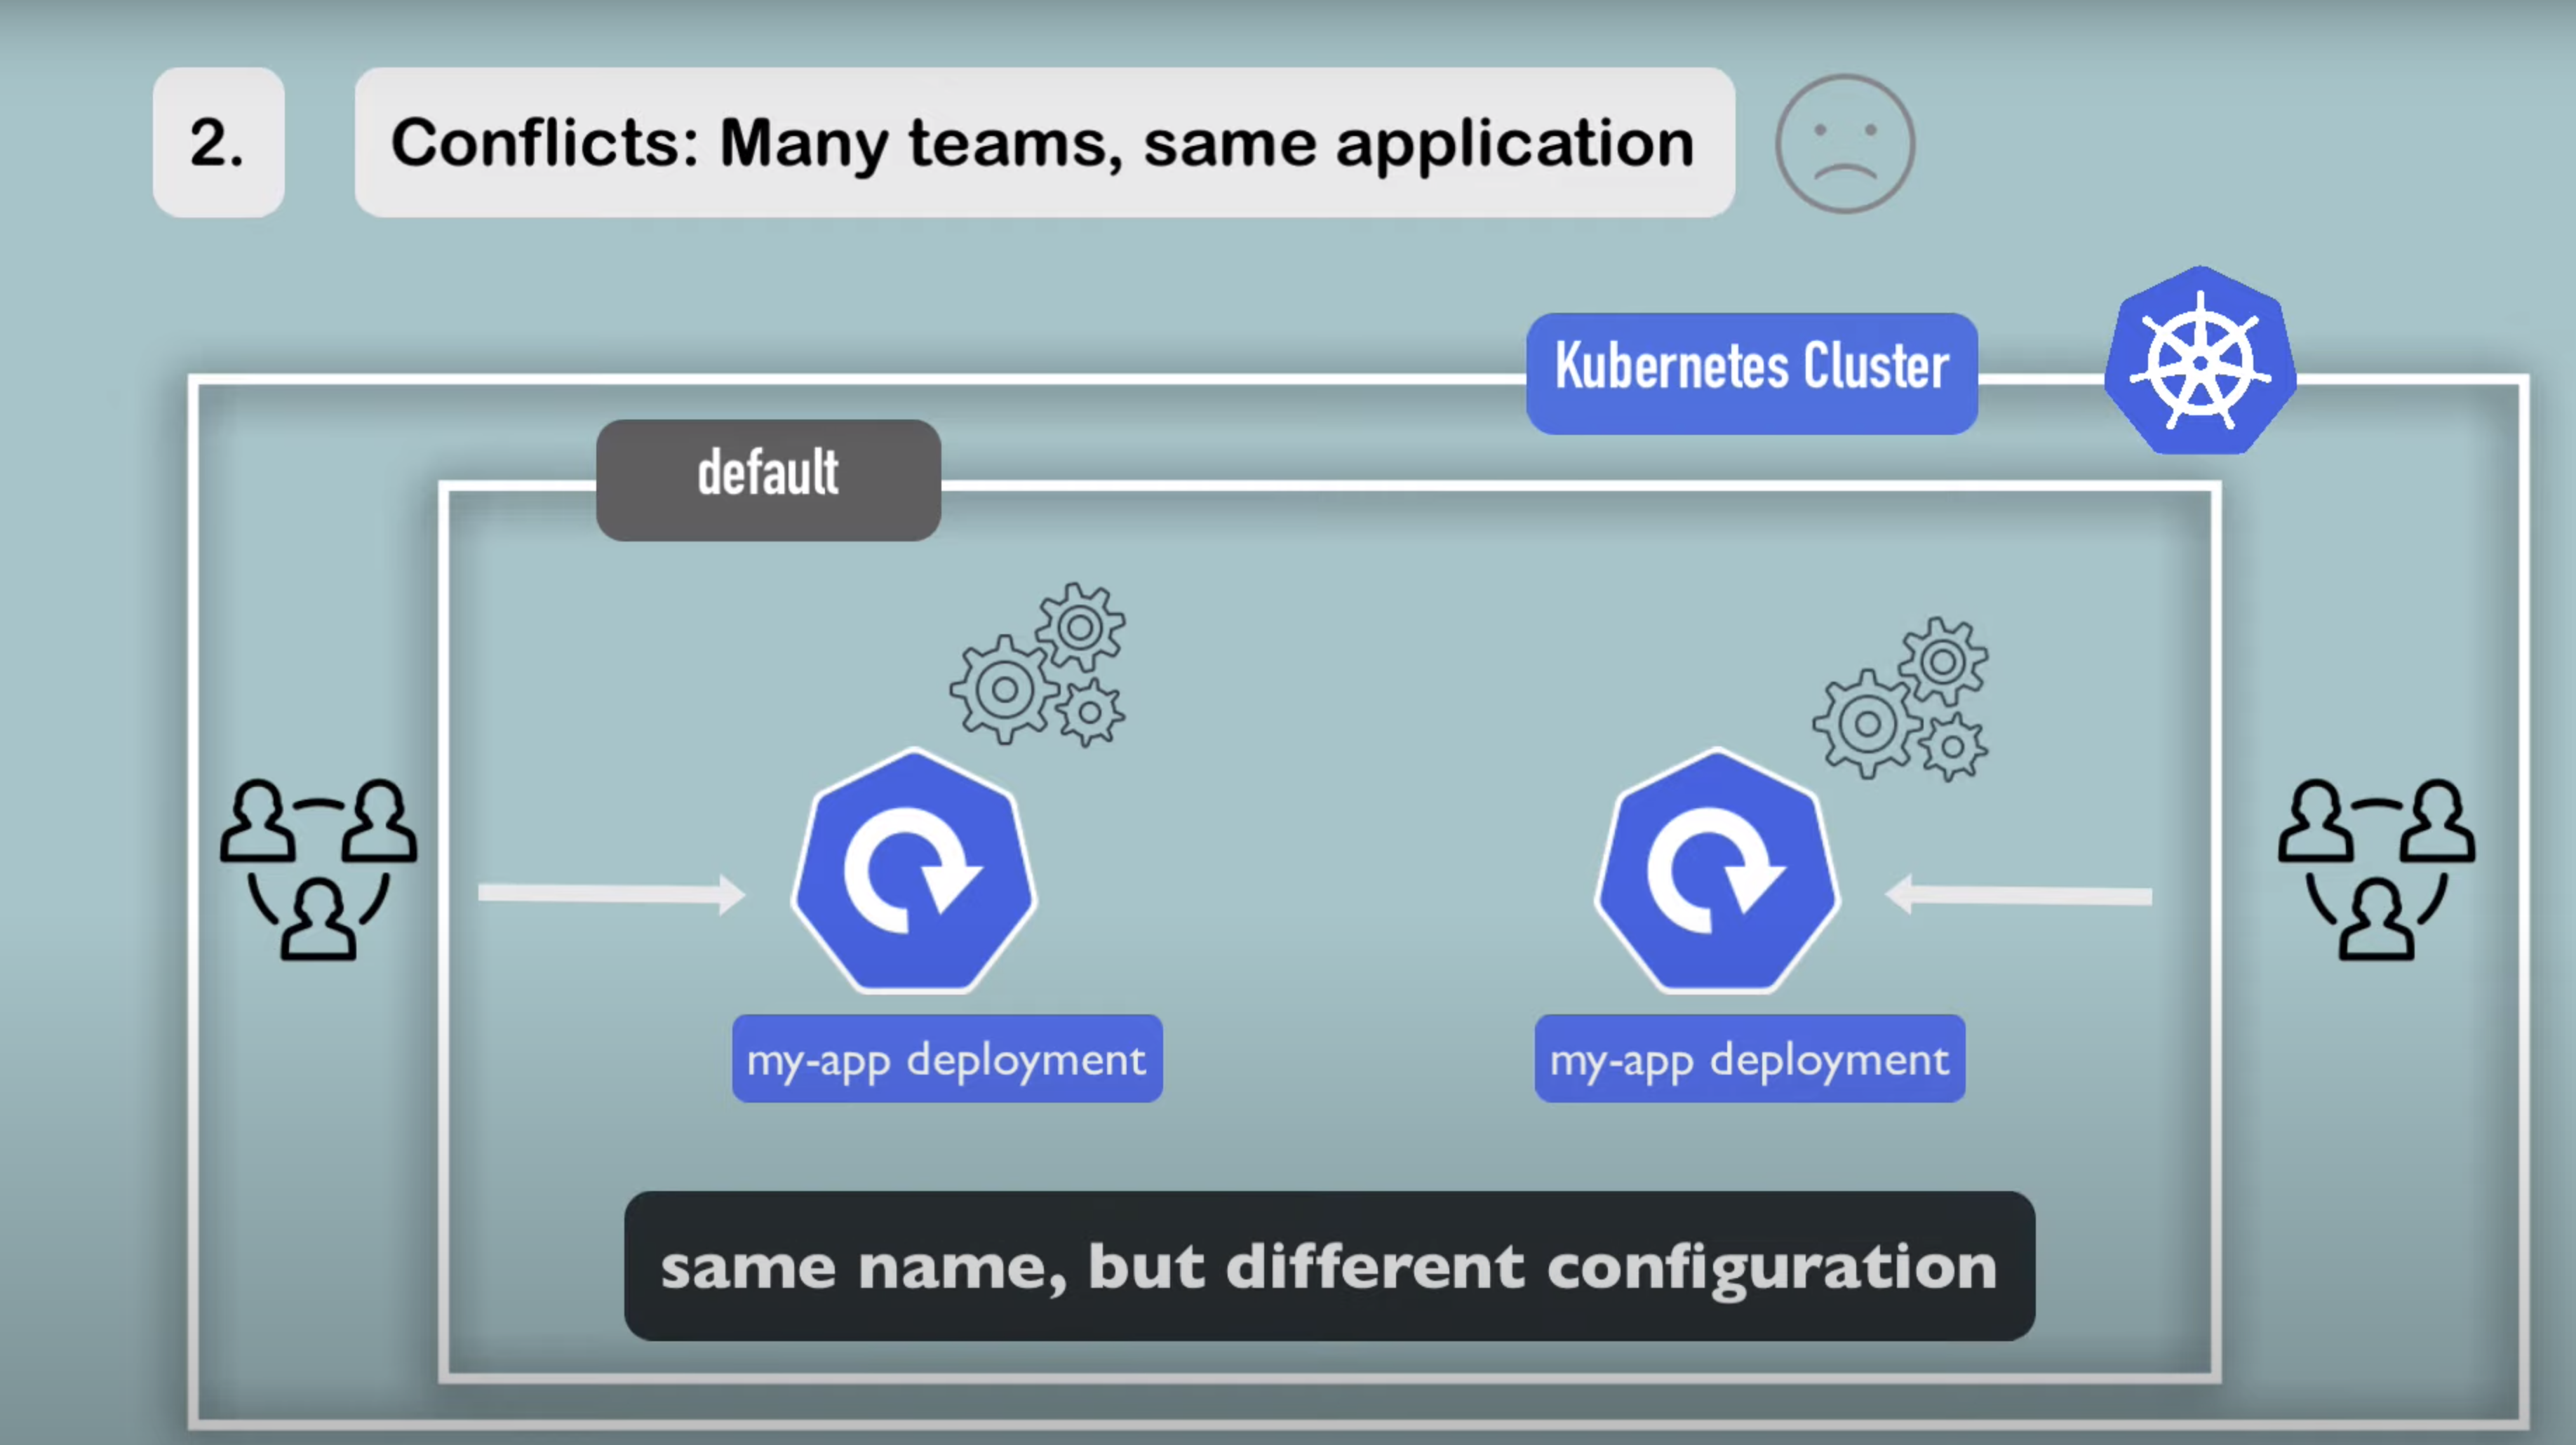 2.
Conflicts: Many teams, same application
Kubernetes Cluster
default
my-app deployment
my-app deployment
same name, but different configuration